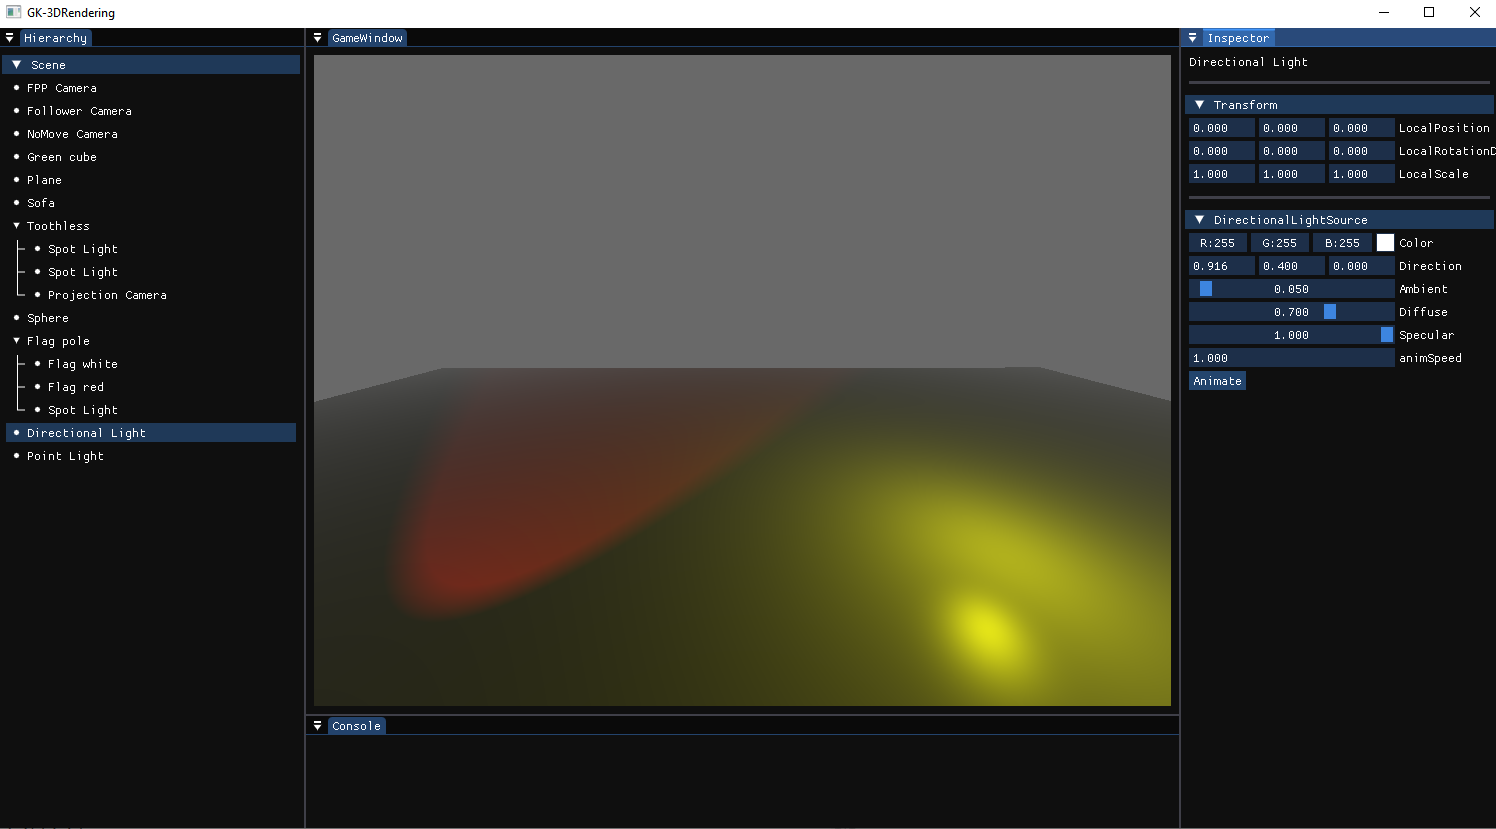 GK-3DRendering
Hierarchy
Scene
FPP Camera
Follower Camera
NoMove Camera
Green cube
Plane
Sofa
Toothless
Spot Light
Spot Light
Projection Camera
Sphere
Flag pole
Flag white
Flag red
Spot Light
Directional Light
Point Light
GameWindow
Console
Inspector
Directional Light
Transform
0.000 0.000 0.000 LocalPosition
0.000 0.000 0.000 LocalRotationD
1.000 1.000 1.000 LocalScale
DirectionalLightSource
R:255 G:255 B:255 Color
0.916 0.400 0.000 Direction
0.050 Ambient
0.700 Diffuse
1.000 Specular
1.000 animSpeed
Animate